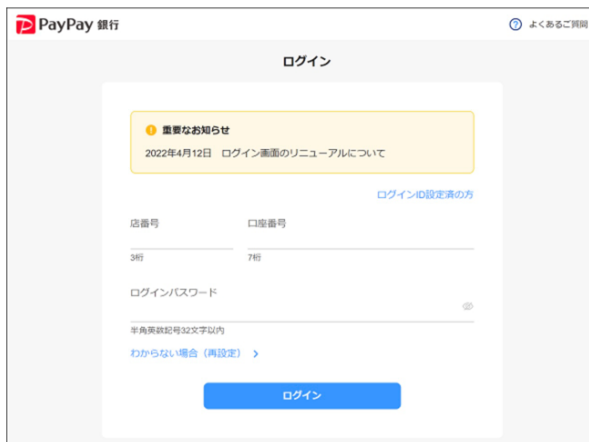 PayPay 銀行
よくあるご質問
ログイン
重要なお知らせ
2022年4月12日 ログイン画面のリニューアルについて
ログインID設定済の方
店番号 口座番号
3桁 7桁
ログインパスワード
半角英数記号32文字以内
わからない場合（再設定）
ログイン